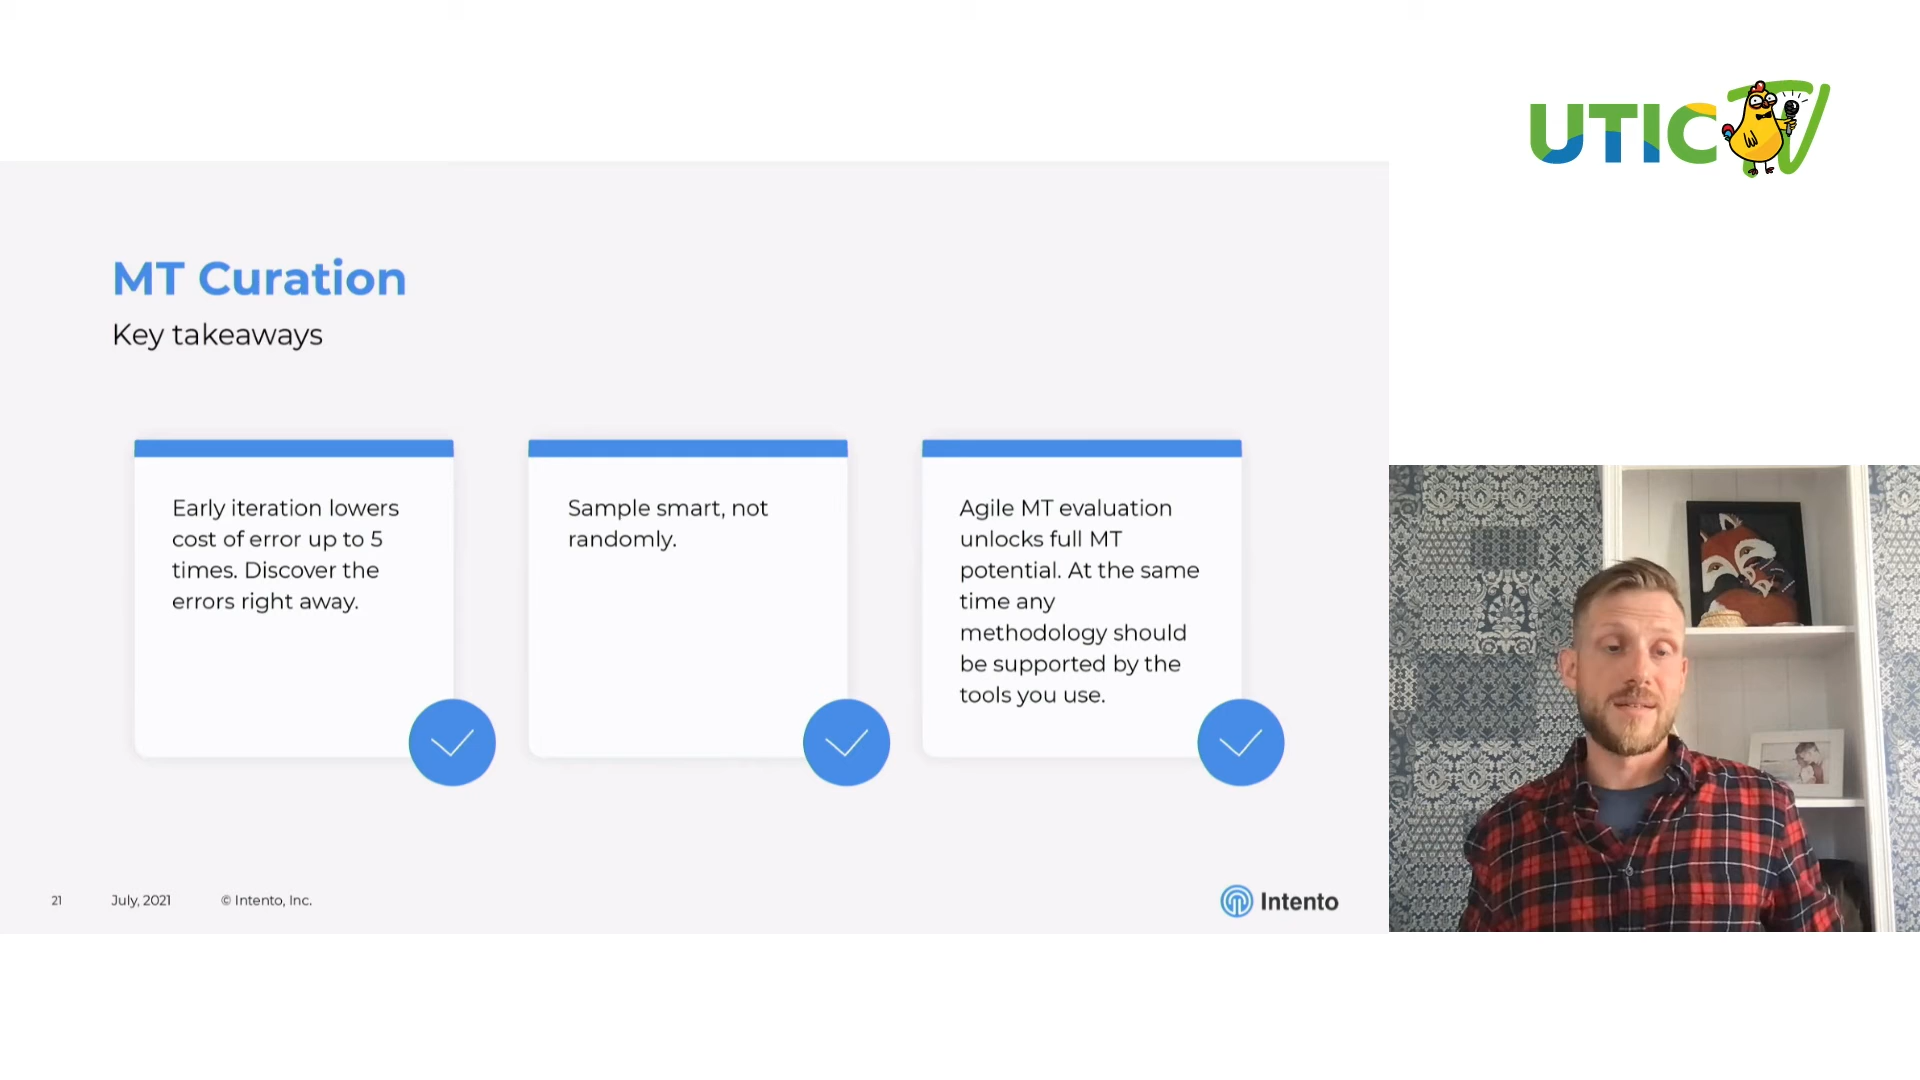 UTIC TV
MT Curation
Key takeaways
Early iteration lowers
cost of error up to 5
times. Discover the
errors right away.
Sample smart, not
randomly.
Agile MT evaluation
unlocks full MT
potential. At the same
time any
methodology should
be supported by the
tools you use.
21 July, 2021 © Intento, Inc.
Intento